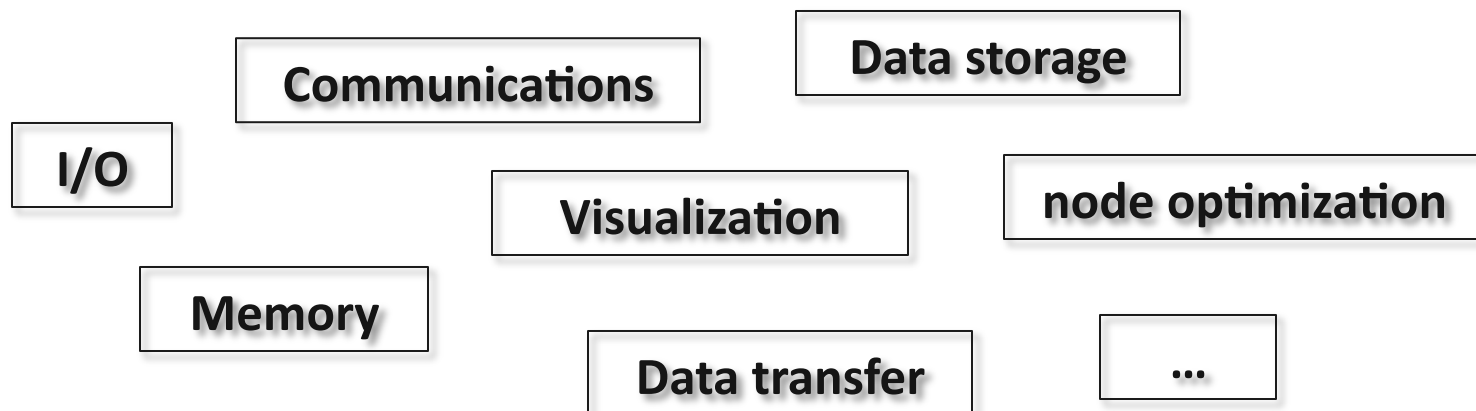 Data storage
Communications
I/O
node optimization
Visualization
Memory
Data transfer
...